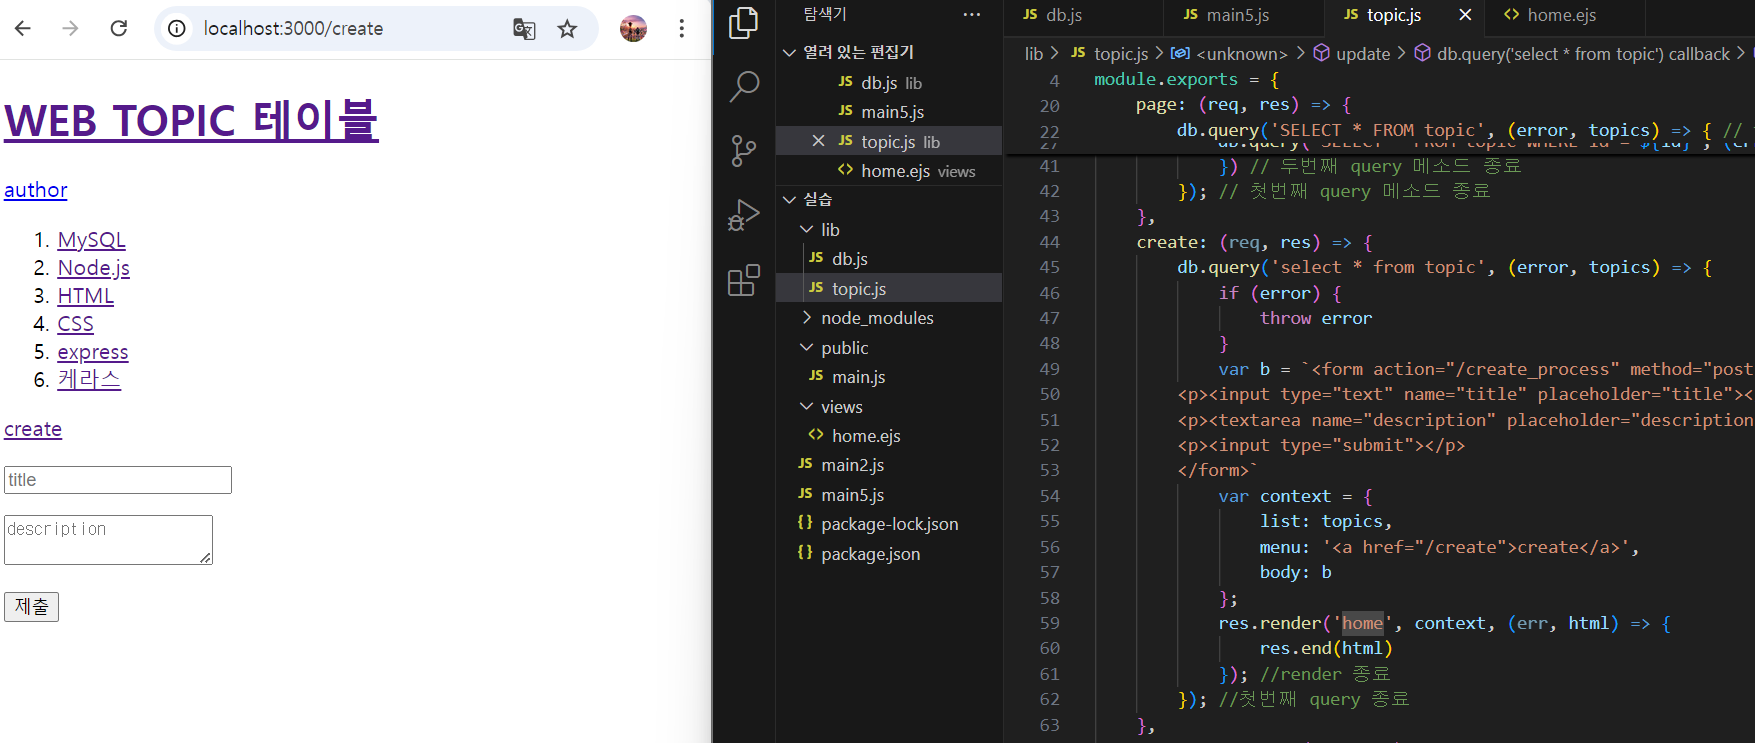 localhost:3000/create
WEB TOPIC 테이블
author
1. MySQL
2. Node.js
3. HTML
4. CSS
5. express
6. 케라스
create
title
description
제출
탐색기 ...
열려 있는 편집기
JS db.js lib
JS main5.js
JS topic.js lib
<> home.ejs views
실습
lib
JS db.js
JS topic.js
node_modules
public
JS main.js
views
<> home.ejs
JS main2.js
JS main5.js
{} package-lock.json
{} package.json
JS db.js JS main5.js JS topic.js <> home.ejs
lib > JS topic.js > <unknown> > update > db.query('select * from topic') callback >
4 module.exports = {
20 page: (req, res) => {
22 db.query('SELECT * FROM topic', (error, topics) => { //
27 db.query(`SELECT * FROM topic WHERE id = ${id}`, (er
41 }) // 두번째 query 메소드 종료
42 }); // 첫번째 query 메소드 종료
43 },
44 create: (req, res) => {
45 db.query('select * from topic', (error, topics) => {
46 if (error) {
47 throw error
48 }
49 var b = `<form action="/create_process" method="post
50 <p><input type="text" name="title" placeholder="title"><
51 <p><textarea name="description" placeholder="description
52 <p><input type="submit"></p>
53 </form>`
54 var context = {
55 list: topics,
56 menu: '<a href="/create">create</a>',
57 body: b
58 };
59 res.render('home', context, (err, html) => {
60 res.end(html)
61 }); //render 종료
62 }); //첫번째 query 종료
63 },